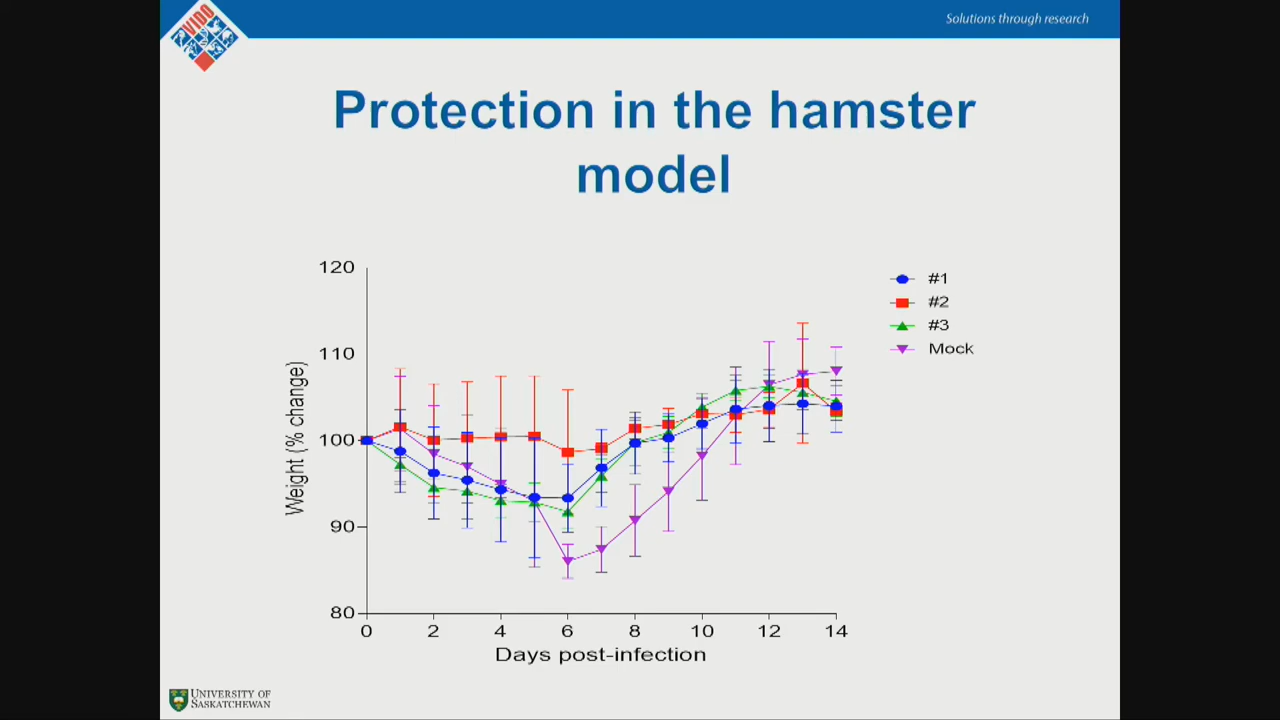 VIDO
Solutions through research
Protection in the hamster
model
120
110
100
90
80
Weight (% change)
0 2 4 6 8 10 12 14
Days post-infection
#1
#2
#3
Mock
UNIVERSITY OF
SASKATCHEWAN